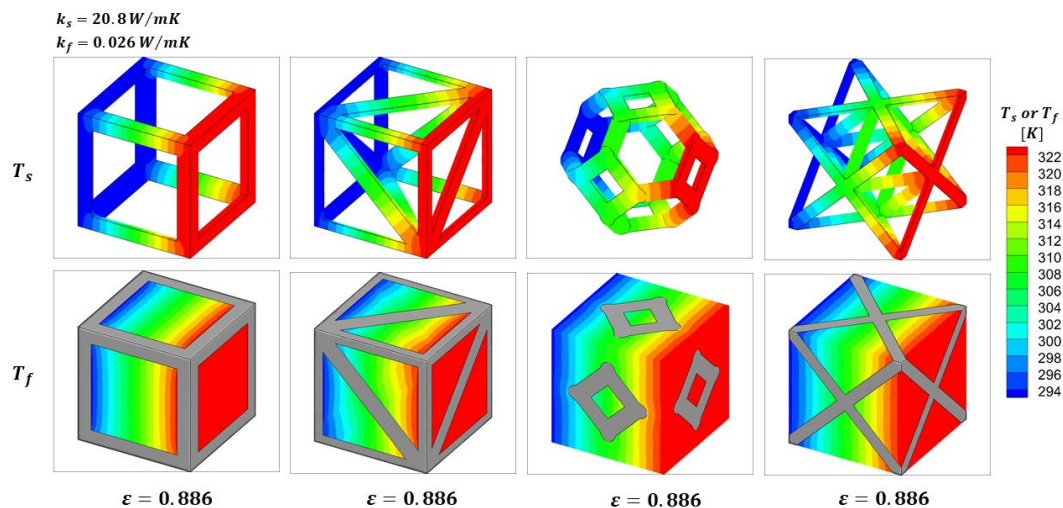 k_s = 20.8 W/mK
k_f = 0.026 W/mK
T_s
T_s or T_f
[K]
322
320
318
316
314
312
310
308
306
304
302
300
298
296
294
T_f
ε = 0.886 ε = 0.886 ε = 0.886 ε = 0.886